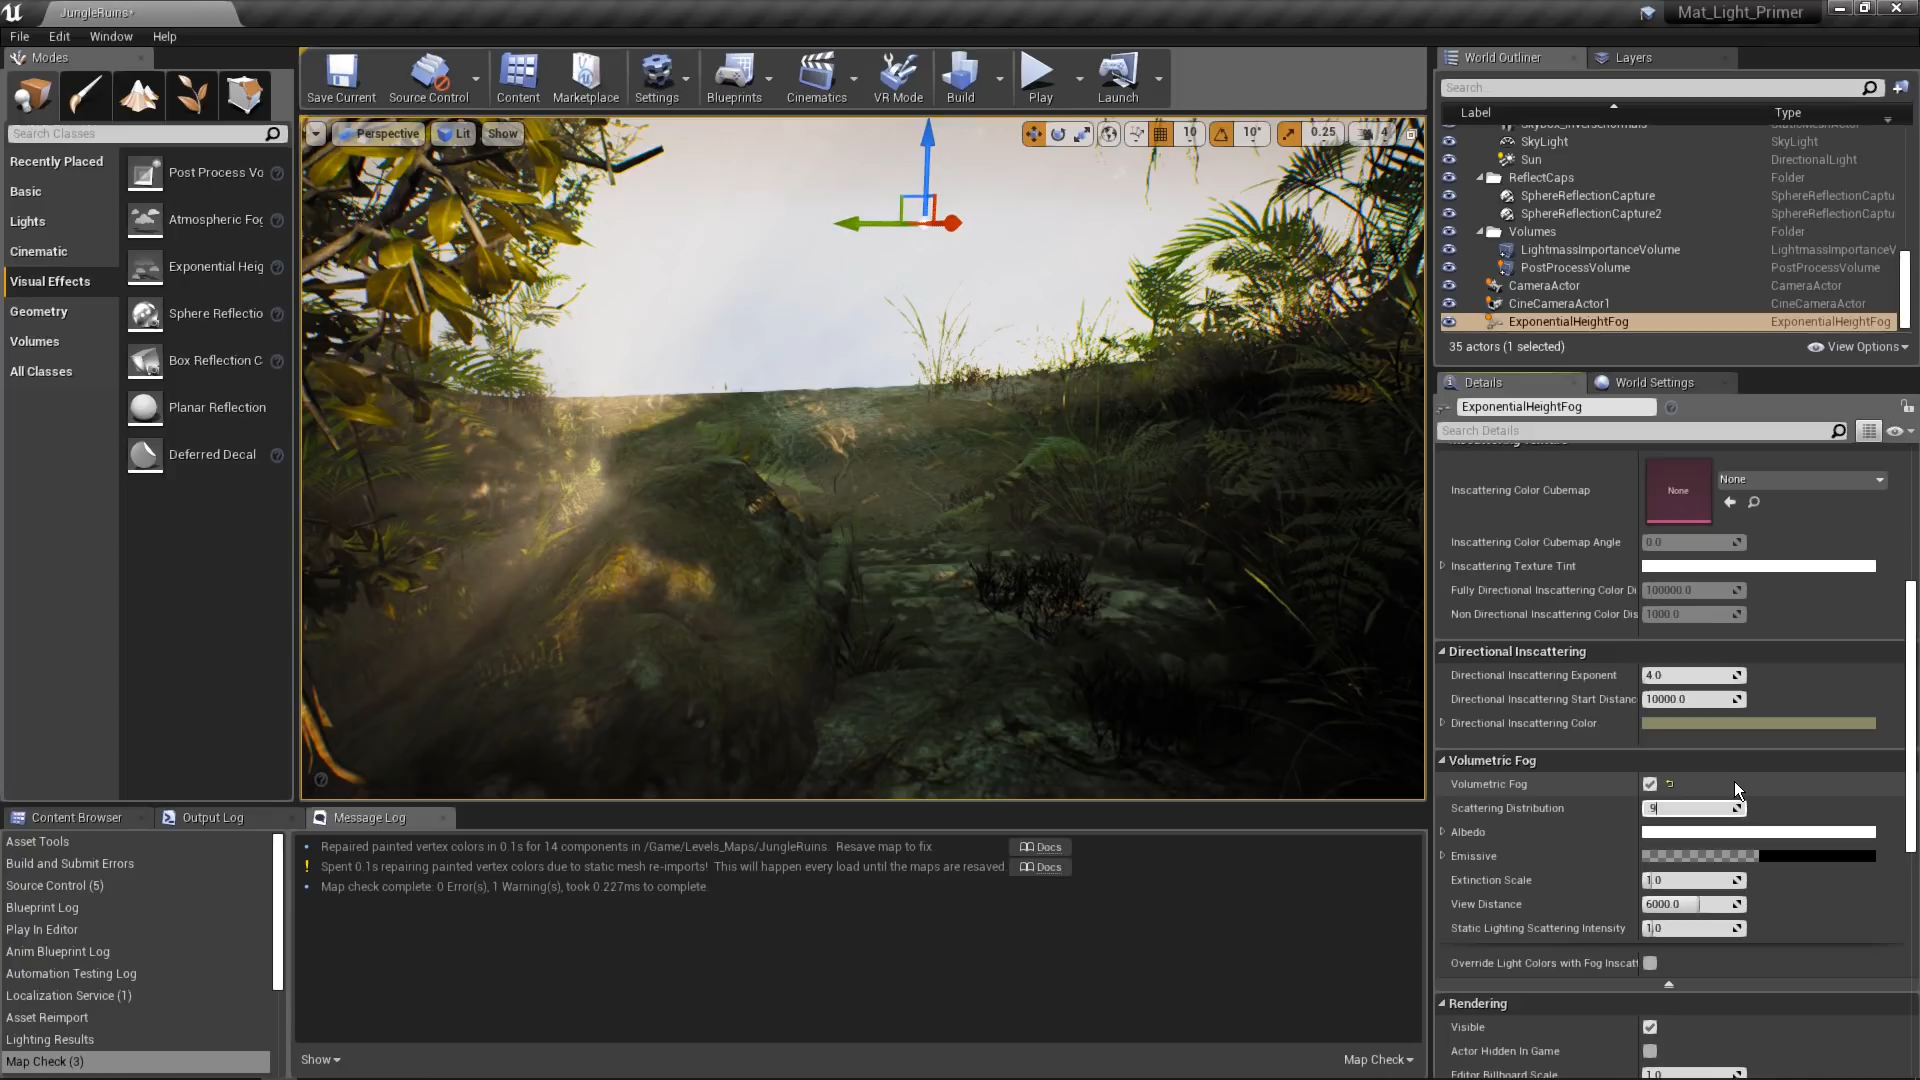 JungleRuins*
Mat_Light_Primer
File Edit Window Help
Modes
Search Classes
Recently Placed
Basic
Lights
Cinematic
Visual Effects
Geometry
Volumes
All Classes
Post Process Vo
Atmospheric Fog
Exponential Heig
Sphere Reflectio
Box Reflection C
Planar Reflection
Deferred Decal
Save Current Source Control Content Marketplace Settings Blueprints Cinematics VR Mode Build Play Launch
Perspective Lit Show 10 10° 0.25 4
World Outliner Layers
Search...
Label Type
SkyLight SkyLight
Sun DirectionalLight
ReflectCaps Folder
SphereReflectionCapture SphereReflectionCaptu
SphereReflectionCapture2 SphereReflectionCaptu
Volumes Folder
LightmassImportanceVolume LightmassImportanceV
PostProcessVolume PostProcessVolume
CameraActor CameraActor
CineCameraActor1 CineCameraActor
ExponentialHeightFog ExponentialHeightFog
35 actors (1 selected) View Options
Details World Settings
ExponentialHeightFog
Search Details
Inscattering Color Cubemap None None
Inscattering Color Cubemap Angle 0.0
Inscattering Texture Tint
Fully Directional Inscattering Color Di 100000.0
Non Directional Inscattering Color Dis 1000.0
Directional Inscattering
Directional Inscattering Exponent 4.0
Directional Inscattering Start Distanc 10000.0
Directional Inscattering Color
Volumetric Fog
Volumetric Fog
Scattering Distribution .9
Albedo
Emissive
Extinction Scale 1.0
View Distance 6000.0
Static Lighting Scattering Intensity 1.0
Override Light Colors with Fog Inscatt
Rendering
Visible
Actor Hidden In Game
Editor Billboard Scale 1.0
Content Browser Output Log Message Log
Asset Tools
Build and Submit Errors
Source Control (5)
Blueprint Log
Play In Editor
Anim Blueprint Log
Automation Testing Log
Localization Service (1)
Asset Reimport
Lighting Results
Map Check (3)
Repaired painted vertex colors in 0.1s for 14 components in /Game/Levels_Maps/JungleRuins. Resave map to fix. Docs
Spent 0.1s repairing painted vertex colors due to static mesh re-imports! This will happen every load until the maps are resaved. Docs
Map check complete: 0 Error(s), 1 Warning(s), took 0.227ms to complete.
Show Map Check